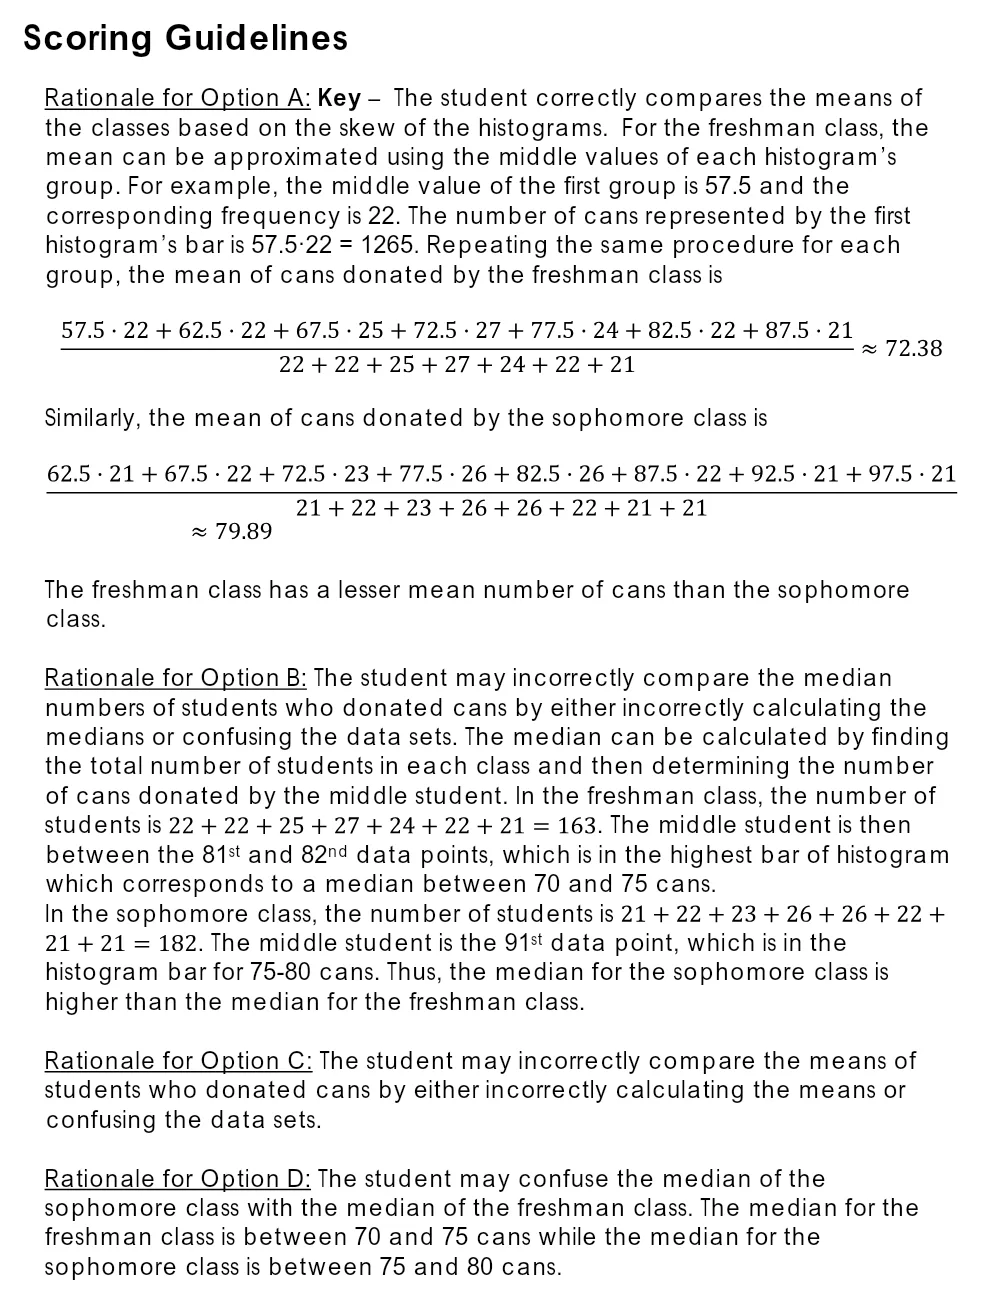 Scoring Guidelines
Rationale for Option A: Key – The student correctly compares the means of
the classes based on the skew of the histograms. For the freshman class, the
mean can be approximated using the middle values of each histogram's
group. For example, the middle value of the first group is 57.5 and the
corresponding frequency is 22. The number of cans represented by the first
histogram's bar is 57.5·22 = 1265. Repeating the same procedure for each
group, the mean of cans donated by the freshman class is
57.5 · 22 + 62.5 · 22 + 67.5 · 25 + 72.5 · 27 + 77.5 · 24 + 82.5 · 22 + 87.5 · 21
22 + 22 + 25 + 27 + 24 + 22 + 21
≈ 72.38
Similarly, the mean of cans donated by the sophomore class is
62.5 · 21 + 67.5 · 22 + 72.5 · 23 + 77.5 · 26 + 82.5 · 26 + 87.5 · 22 + 92.5 · 21 + 97.5 · 21
21 + 22 + 23 + 26 + 26 + 22 + 21 + 21
≈ 79.89
The freshman class has a lesser mean number of cans than the sophomore
class.
Rationale for Option B: The student may incorrectly compare the median
numbers of students who donated cans by either incorrectly calculating the
medians or confusing the data sets. The median can be calculated by finding
the total number of students in each class and then determining the number
of cans donated by the middle student. In the freshman class, the number of
students is 22 + 22 + 25 + 27 + 24 + 22 + 21 = 163. The middle student is then
between the 81st and 82nd data points, which is in the highest bar of histogram
which corresponds to a median between 70 and 75 cans.
In the sophomore class, the number of students is 21 + 22 + 23 + 26 + 26 + 22 +
21 + 21 = 182. The middle student is the 91st data point, which is in the
histogram bar for 75-80 cans. Thus, the median for the sophomore class is
higher than the median for the freshman class.
Rationale for Option C: The student may incorrectly compare the means of
students who donated cans by either incorrectly calculating the means or
confusing the data sets.
Rationale for Option D: The student may confuse the median of the
sophomore class with the median of the freshman class. The median for the
freshman class is between 70 and 75 cans while the median for the
sophomore class is between 75 and 80 cans.